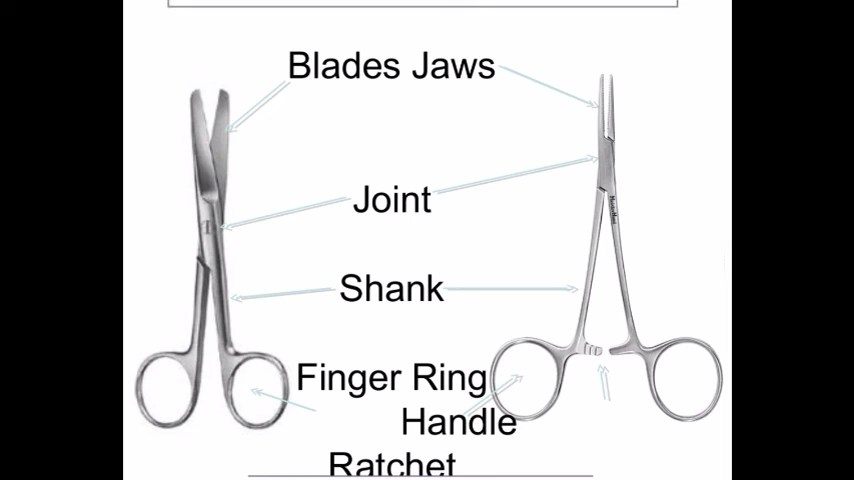 Blades Jaws
Joint
Shank
Finger Ring
Handle
Ratchet